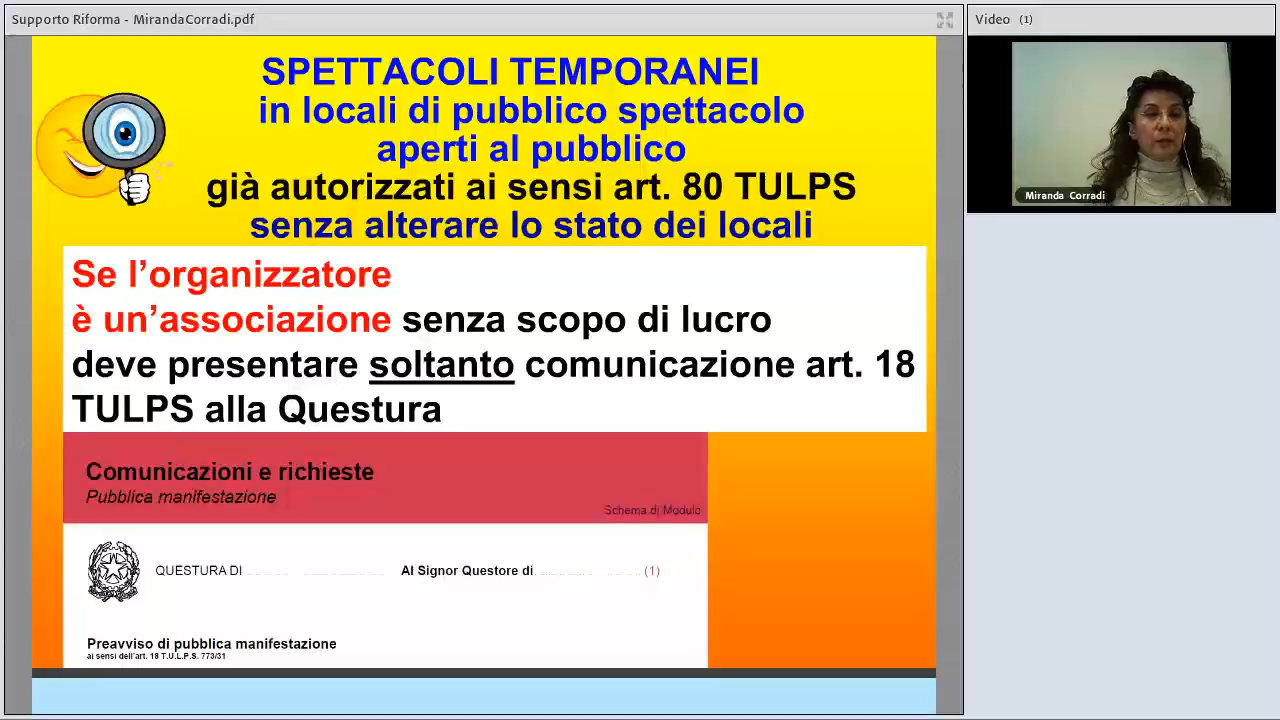 Supporto Riforma - MirandaCorradi.pdf
Video (1)
SPETTACOLI TEMPORANEI
in locali di pubblico spettacolo
aperti al pubblico
già autorizzati ai sensi art. 80 TULPS
senza alterare lo stato dei locali
Miranda Corradi
Se l’organizzatore
è un’associazione senza scopo di lucro
deve presentare soltanto comunicazione art. 18
TULPS alla Questura
Comunicazioni e richieste
Pubblica manifestazione
Schema di Modulo
QUESTURA DI Al Signor Questore di (1)
Preavviso di pubblica manifestazione
ai sensi dell'art. 18 T.U.L.P.S. 773/31